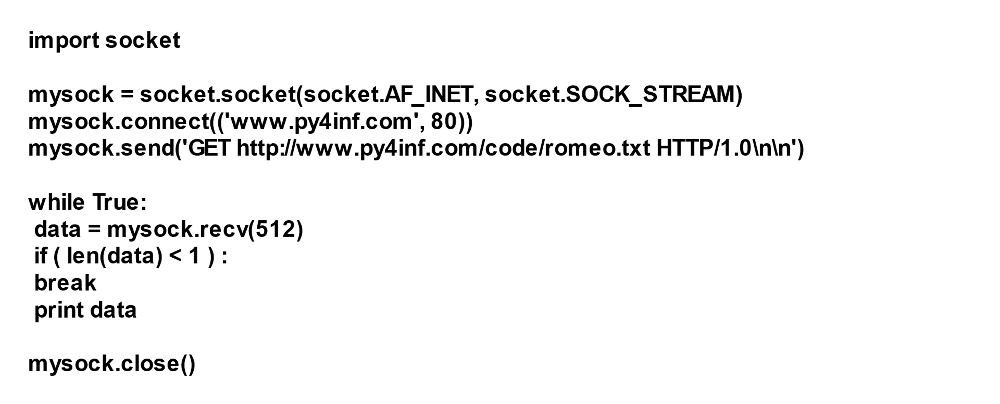 import socket

mysock = socket.socket(socket.AF_INET, socket.SOCK_STREAM)
mysock.connect(('www.py4inf.com', 80))
mysock.send('GET http://www.py4inf.com/code/romeo.txt HTTP/1.0\n\n')

while True:
 data = mysock.recv(512)
 if ( len(data) < 1 ) :
 break
 print data

mysock.close()